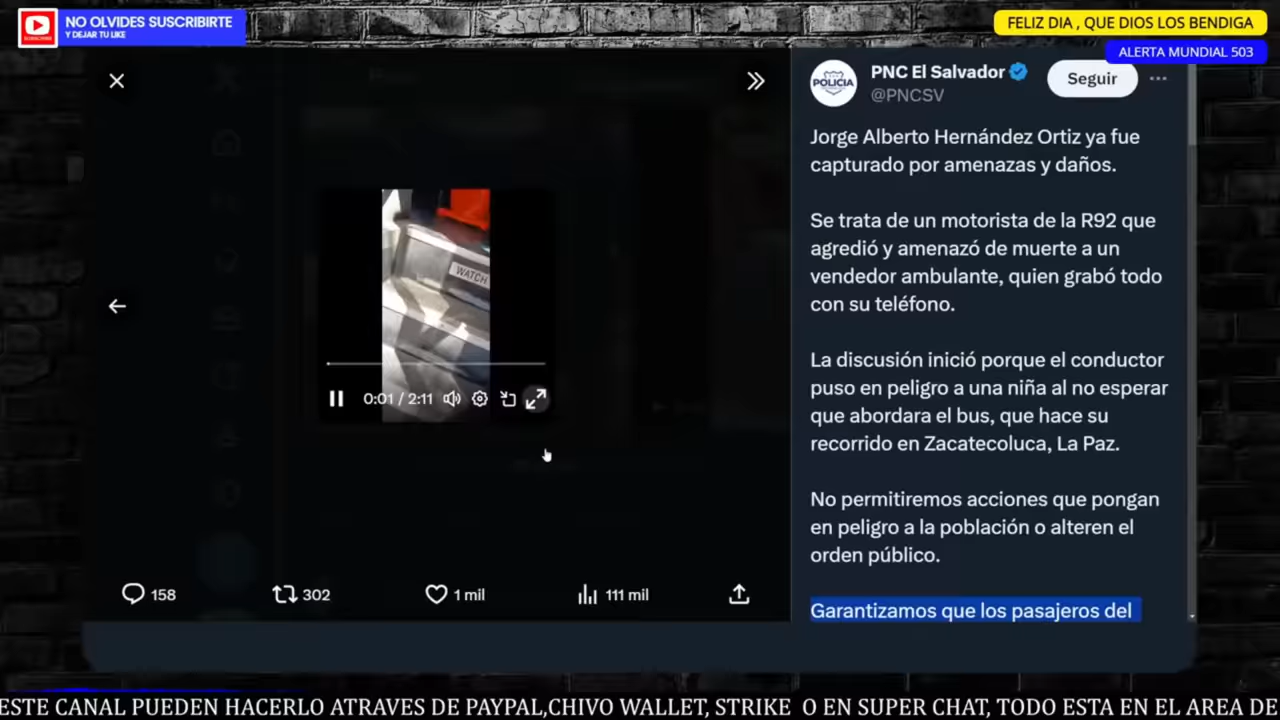 NO OLVIDES SUSCRIBIRTE
Y DEJAR TU LIKE
FELIZ DIA , QUE DIOS LOS BENDIGA
ALERTA MUNDIAL 503
POLICIA
PNC El Salvador
@PNCSV
Seguir
Jorge Alberto Hernández Ortiz ya fue
capturado por amenazas y daños.
Se trata de un motorista de la R92 que
agredió y amenazó de muerte a un
vendedor ambulante, quien grabó todo
con su teléfono.
La discusión inició porque el conductor
puso en peligro a una niña al no esperar
que abordara el bus, que hace su
recorrido en Zacatecoluca, La Paz.
No permitiremos acciones que pongan
en peligro a la población o alteren el
orden público.
Garantizamos que los pasajeros del
WATCH
0:01 / 2:11
158
302
1 mil
111 mil
ESTE CANAL PUEDEN HACERLO ATRAVES DE PAYPAL,CHIVO WALLET, STRIKE O EN SUPER CHAT, TODO ESTA EN EL AREA DE